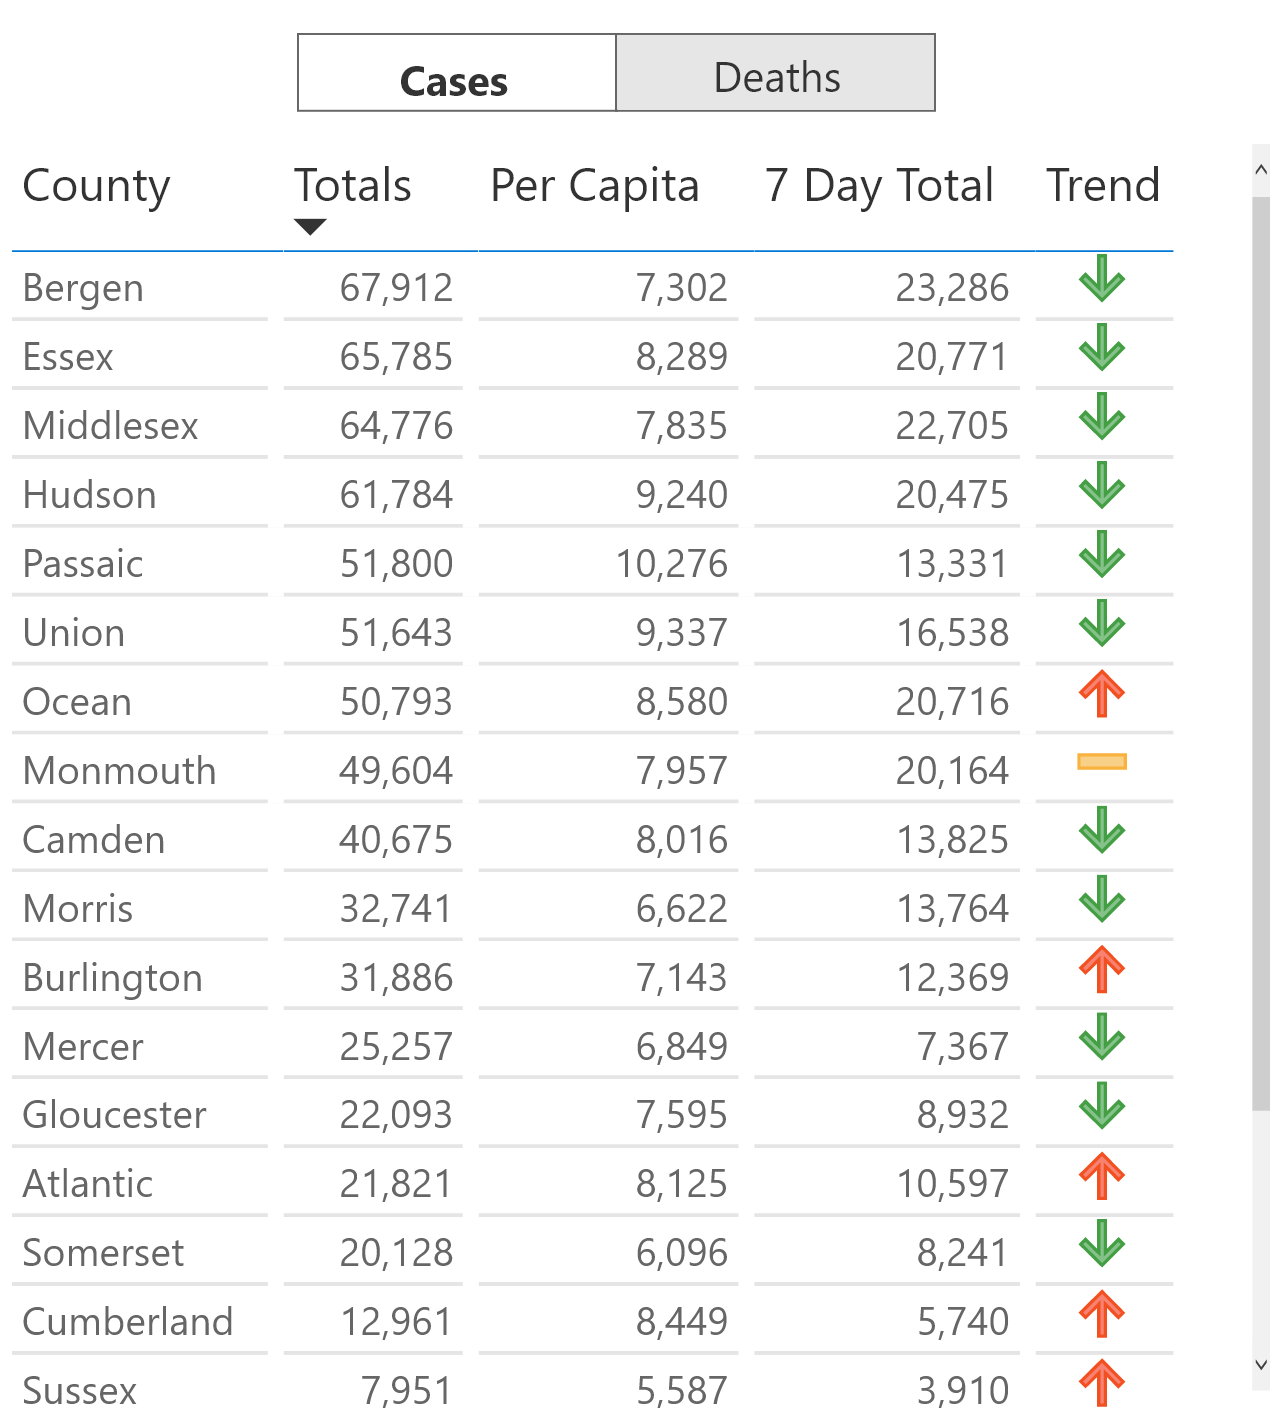 Cases Deaths
County Totals Per Capita 7 Day Total Trend
Bergen 67,912 7,302 23,286
Essex 65,785 8,289 20,771
Middlesex 64,776 7,835 22,705
Hudson 61,784 9,240 20,475
Passaic 51,800 10,276 13,331
Union 51,643 9,337 16,538
Ocean 50,793 8,580 20,716
Monmouth 49,604 7,957 20,164
Camden 40,675 8,016 13,825
Morris 32,741 6,622 13,764
Burlington 31,886 7,143 12,369
Mercer 25,257 6,849 7,367
Gloucester 22,093 7,595 8,932
Atlantic 21,821 8,125 10,597
Somerset 20,128 6,096 8,241
Cumberland 12,961 8,449 5,740
Sussex 7,951 5,587 3,910